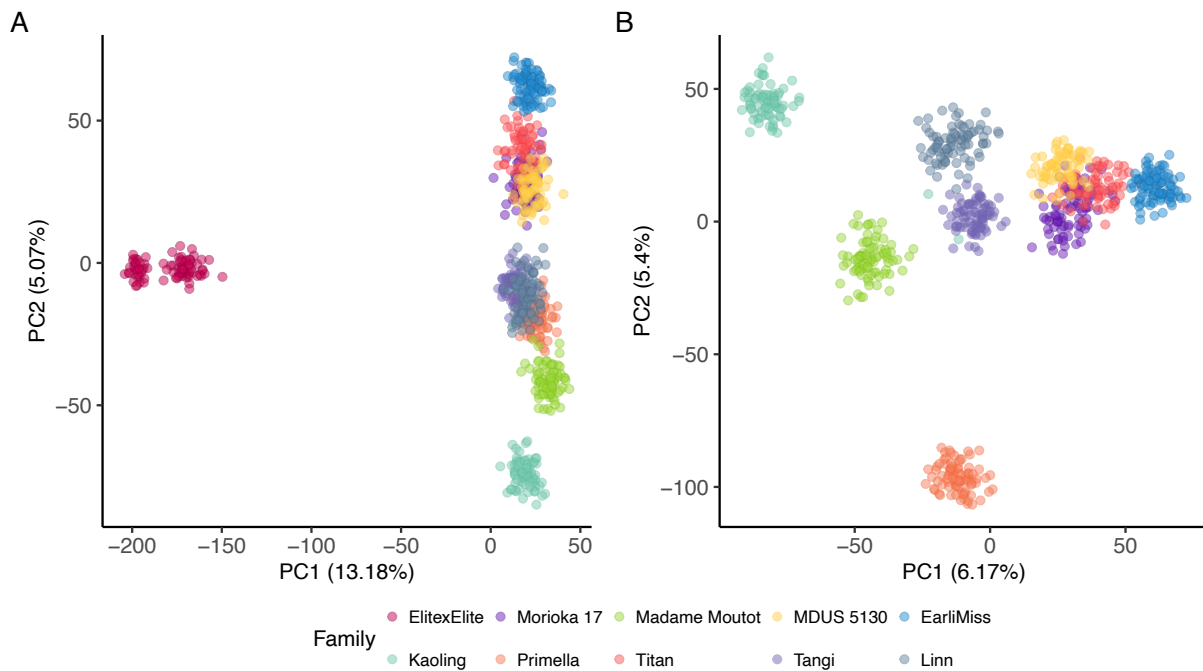 A
50
0
−50
PC2 (5.07%)
−200
−150
−100
−50
0
50
PC1 (13.18%)
B
50
0
−50
−100
PC2 (5.4%)
−50
0
50
PC1 (6.17%)
Family
ElitexElite
Morioka 17
Madame Moutot
MDUS 5130
EarliMiss
Kaoling
Primella
Titan
Tangi
Linn